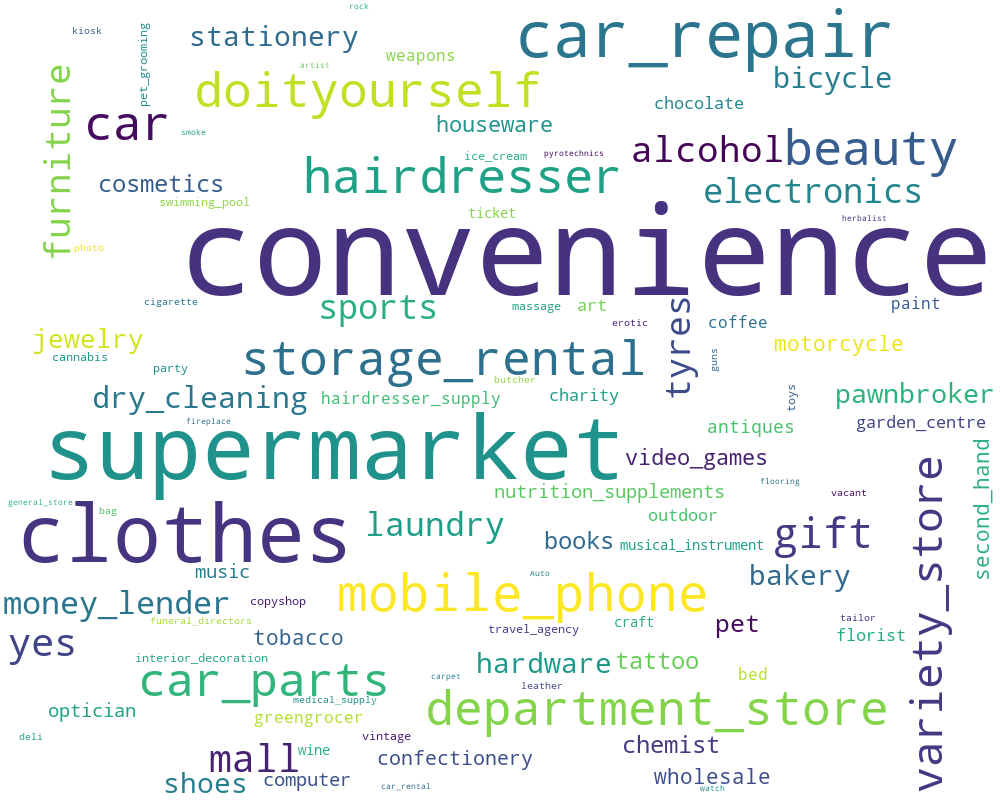 rock
kiosk
pet_grooming
stationery
car_repair
weapons
artist
bicycle
doityourself
furniture
chocolate
car
smoke
houseware
alcohol
beauty
ice_cream
pyrotechnics
hairdresser
cosmetics
electronics
swimming_pool
ticket
herbalist
convenience
photo
cigarette
sports
massage
art
tyres
paint
erotic
coffee
jewelry
motorcycle
cannabis
storage_rental
guns
party
butcher
toys
dry_cleaning
hairdresser_supply
charity
pawnbroker
fireplace
supermarket
antiques
garden_centre
video_games
second_hand
variety_store
flooring
nutrition_supplements
vacant
general_store
bag
clothes
laundry
outdoor
gift
books
musical_instrument
music
Auto
bakery
mobile_phone
money_lender
copyshop
funeral_directors
craft
tailor
yes
tobacco
travel_agency
pet
florist
interior_decoration
hardware
tattoo
car_parts
carpet
leather
bed
medical_supply
optician
greengrocer
department_store
deli
vintage
chemist
mall
wine
confectionery
shoes
computer
car_rental
wholesale
watch